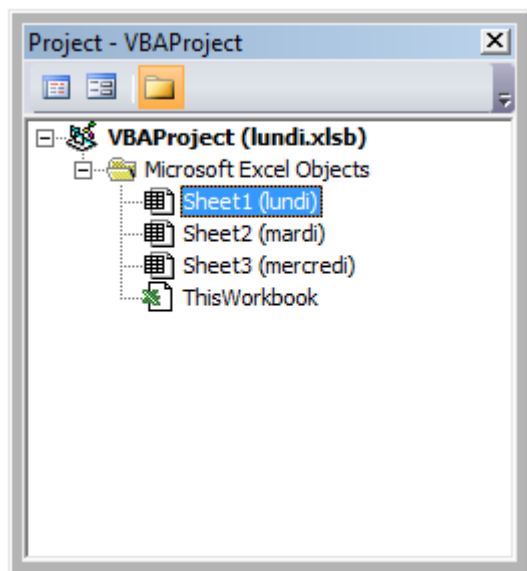 Project - VBAProject
VBAProject (lundi.xlsb)
Microsoft Excel Objects
Sheet1 (lundi)
Sheet2 (mardi)
Sheet3 (mercredi)
ThisWorkbook